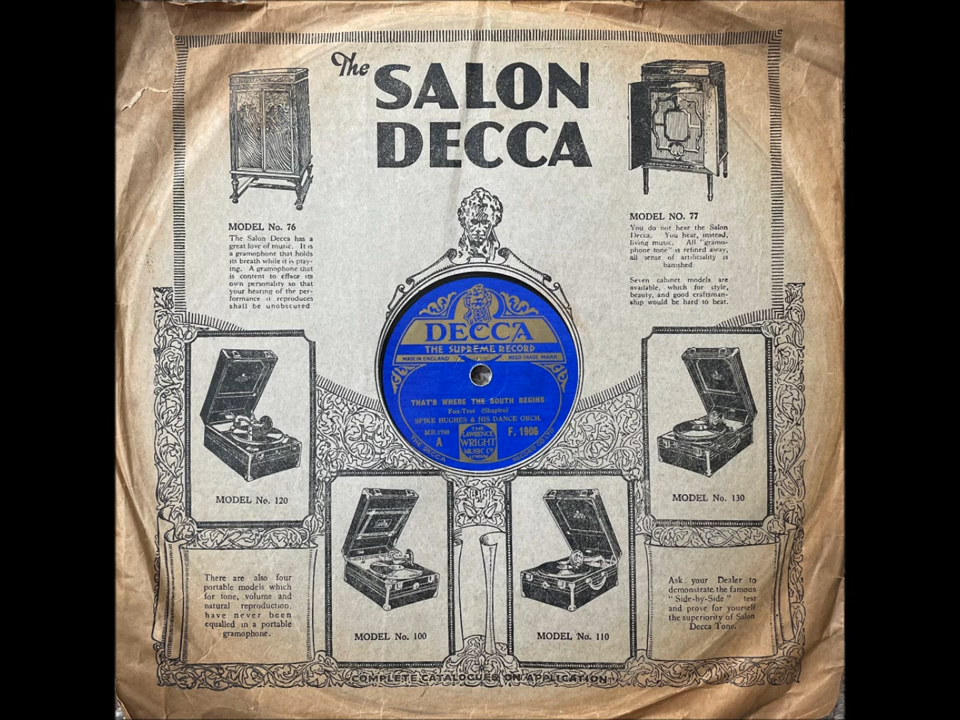 The SALON
DECCA
MODEL No. 76
The Salon Decca has a
great love of music. It is
a gramophone that holds
its breath while it is play-
ing. A gramophone that
is content to efface its
own personality so that
your hearing of the per-
formance it reproduces
shall be unobscured
MODEL NO. 77
You do not hear the Salon
Decca. You hear, instead,
living music. All "gramo-
phone tone" is refined away,
all sense of artificiality is
banished
Seven cabinet models are
available, which for style,
beauty, and good craftsman-
ship would be hard to beat.
DECCA
THE SUPREME RECORD
MADE IN ENGLAND REGD TRADE MARK
THAT'S WHERE THE SOUTH BEGINS
Fox-Trot (Shapiro)
SPIKE HUGHES & HIS DANCE ORCH.
A
THE
LAWRENCE
WRIGHT
MUSIC Co
LONDON
F. 1906
THE DECCA
MODEL No. 120
MODEL No. 130
MODEL No. 100
MODEL No. 110
There are also four
portable models which
for tone, volume and
natural reproduction,
have never been
equalled in a portable
gramophone.
Ask your Dealer to
demonstrate the famous
"Side-by-Side" test
and prove for yourself
the superiority of Salon
Decca Tone.
COMPLETE CATALOGUES ON APPLICATION